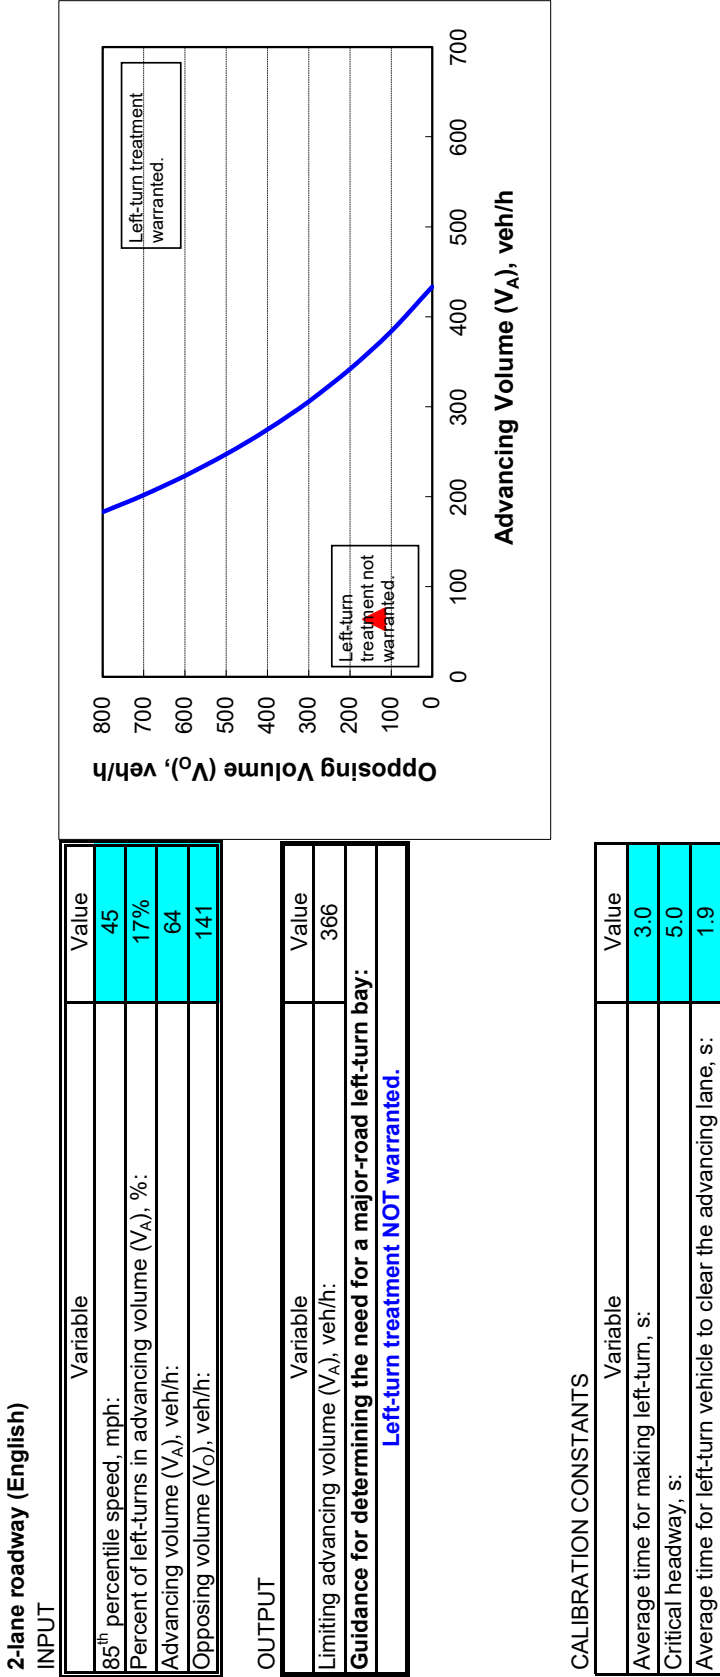 2-lane roadway (English)
INPUT
Variable Value
85th percentile speed, mph: 45
Percent of left-turns in advancing volume (VA), %: 17%
Advancing volume (VA), veh/h: 64
Opposing volume (VO), veh/h: 141
OUTPUT
Variable Value
Limiting advancing volume (VA), veh/h: 366
Guidance for determining the need for a major-road left-turn bay:
Left-turn treatment NOT warranted.
CALIBRATION CONSTANTS
Variable Value
Average time for making left-turn, s: 3.0
Critical headway, s: 5.0
Average time for left-turn vehicle to clear the advancing lane, s: 1.9
Opposing Volume (VO), veh/h
800
700
600
500
400
300
200
100
0
Left-turn treatment
warranted.
Left-turn
treatment not
warranted.
0 100 200 300 400 500 600 700
Advancing Volume (VA), veh/h